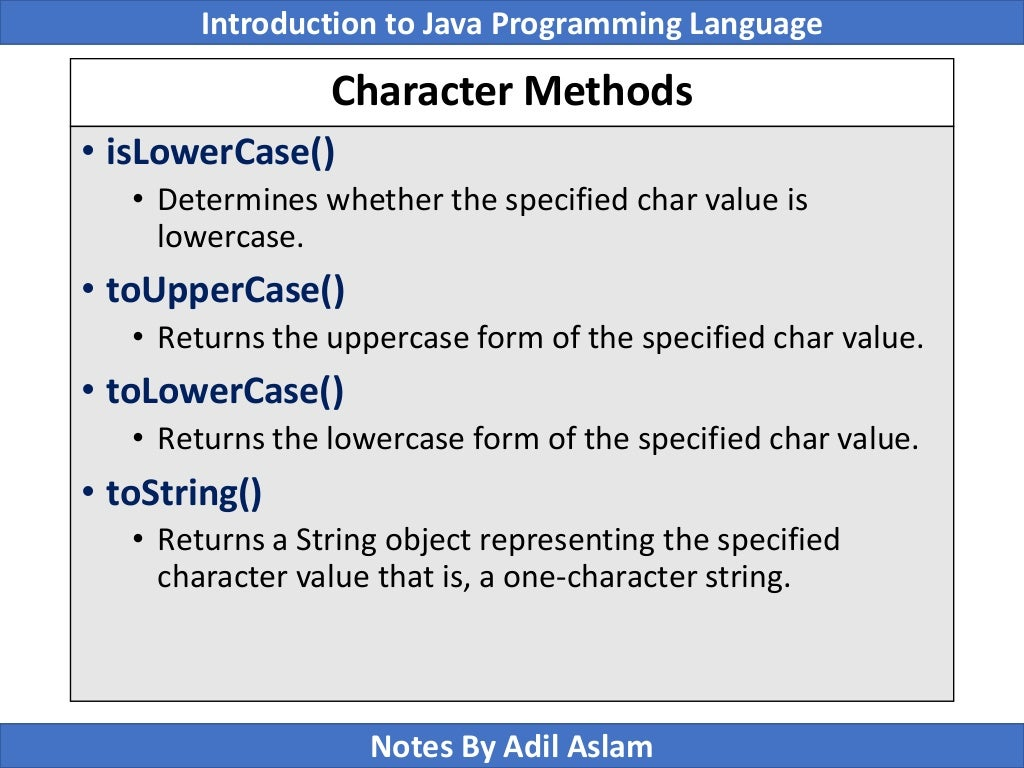 Introduction to Java Programming Language
Character Methods
• isLowerCase()
• Determines whether the specified char value is
lowercase.
• toUpperCase()
• Returns the uppercase form of the specified char value.
• toLowerCase()
• Returns the lowercase form of the specified char value.
• toString()
• Returns a String object representing the specified
character value that is, a one-character string.
Notes By Adil Aslam